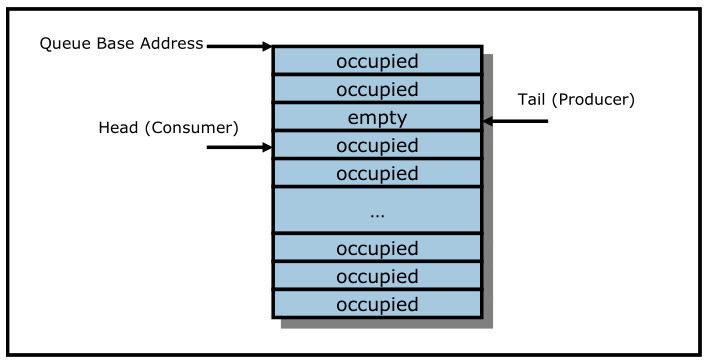 Queue Base Address
occupied
occupied
Tail (Producer)
empty
Head (Consumer)
occupied
occupied
...
occupied
occupied
occupied